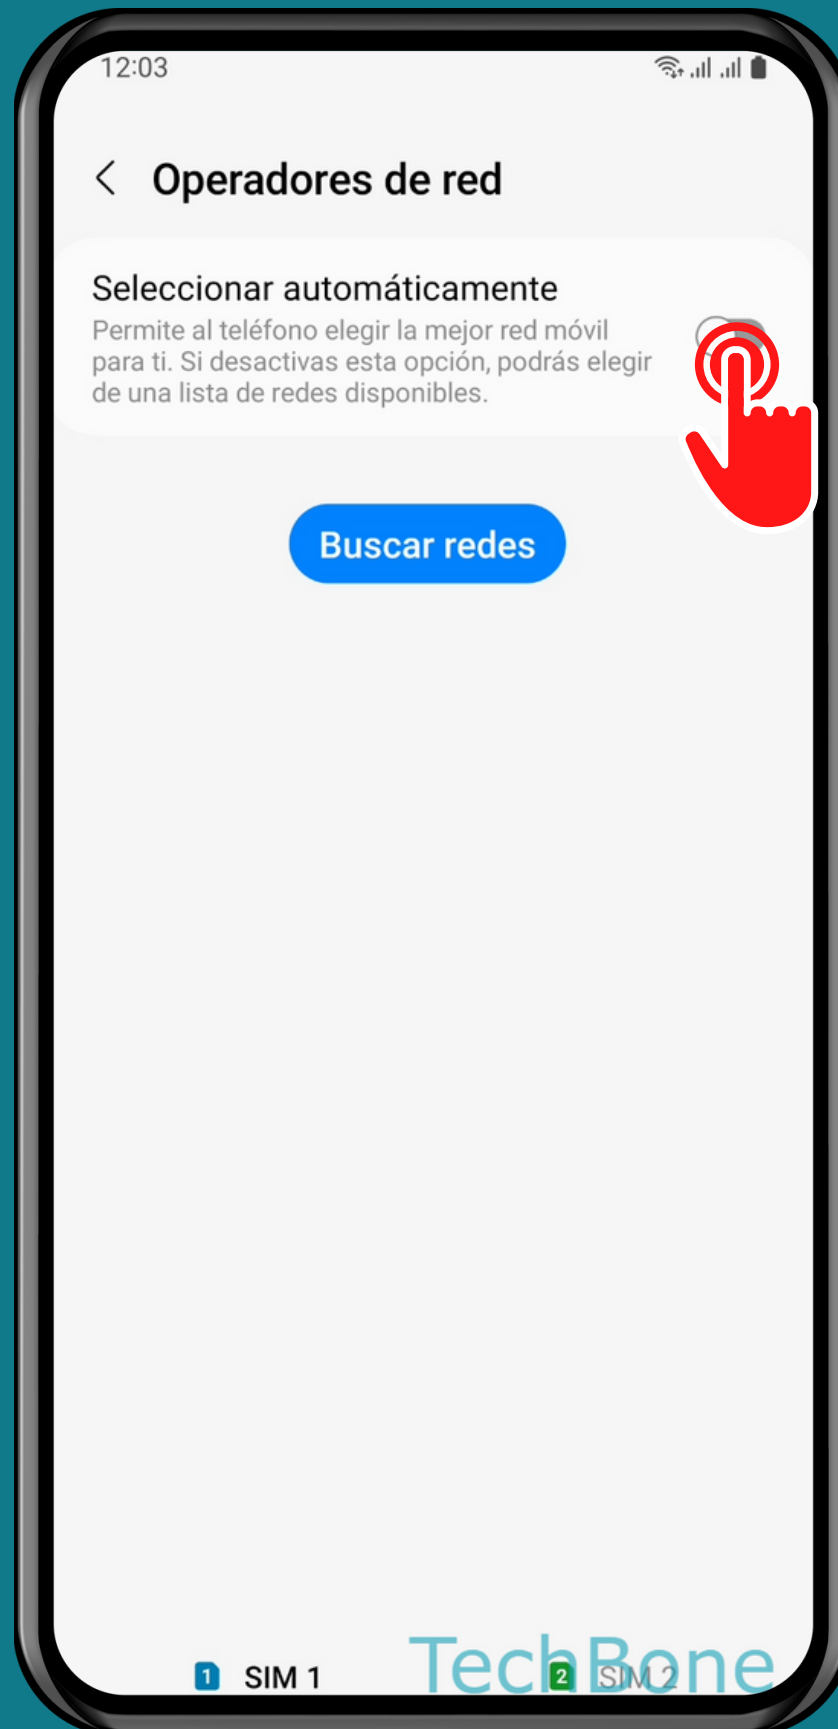 12:03
Operadores de red
Seleccionar automáticamente
Permite al teléfono elegir la mejor red móvil
para ti. Si desactivas esta opción, podrás elegir
de una lista de redes disponibles.
Buscar redes
1 SIM 1
2 SIM 2
TechBone